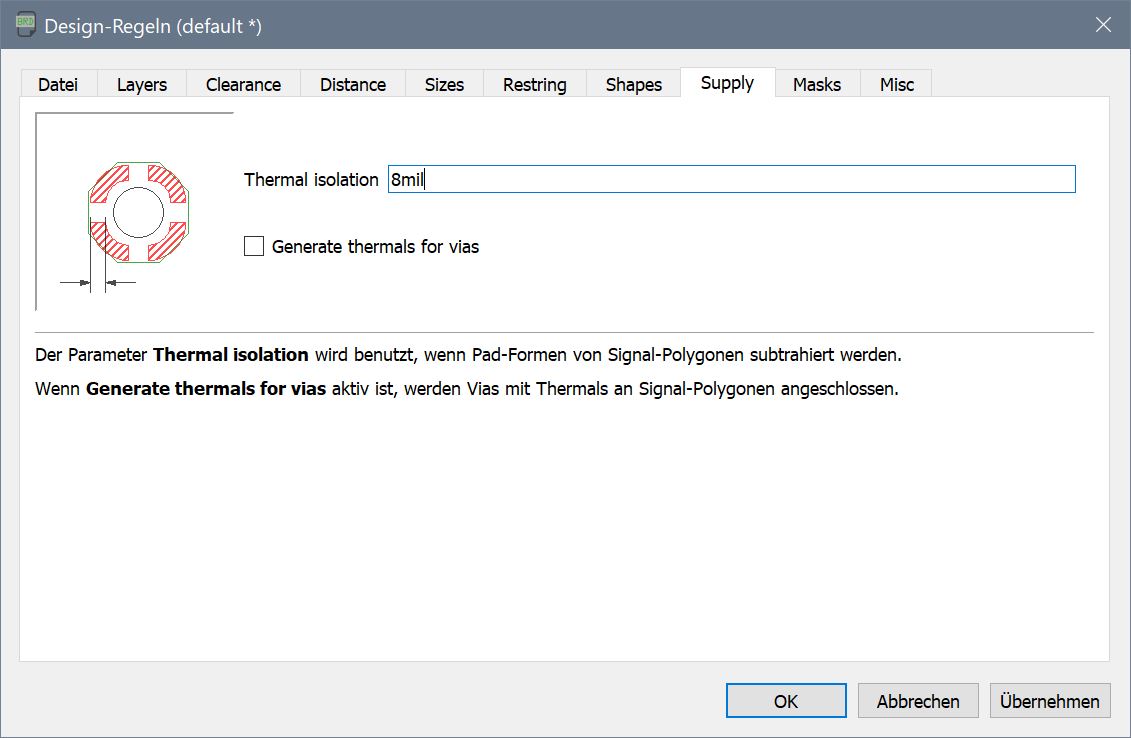 BRD
Design-Regeln (default *)
Datei Layers Clearance Distance Sizes Restring Shapes Supply Masks Misc
Thermal isolation 8mil
Generate thermals for vias
Der Parameter Thermal isolation wird benutzt, wenn Pad-Formen von Signal-Polygonen subtrahiert werden.
Wenn Generate thermals for vias aktiv ist, werden Vias mit Thermals an Signal-Polygonen angeschlossen.
OK Abbrechen Übernehmen